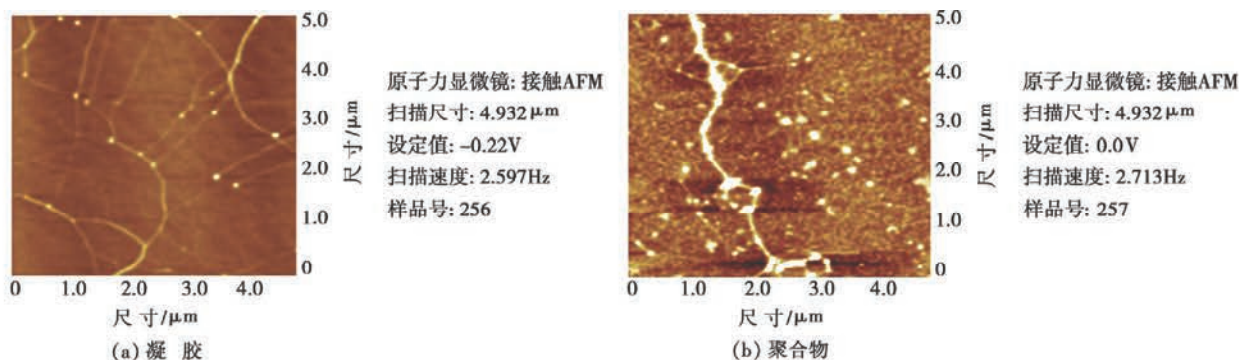 5.0
4.0
3.0
2.0
1.0
0
尺 寸/μm
0 1.0 2.0 3.0 4.0
尺 寸/μm
(a) 凝 胶
原子力显微镜: 接触AFM
扫描尺寸: 4.932μm
设定值: -0.22V
扫描速度: 2.597Hz
样品号: 256
5.0
4.0
3.0
2.0
1.0
0
尺 寸/μm
0 1.0 2.0 3.0 4.0
尺 寸/μm
(b) 聚合物
原子力显微镜: 接触AFM
扫描尺寸: 4.932μm
设定值: 0.0V
扫描速度: 2.713Hz
样品号: 257